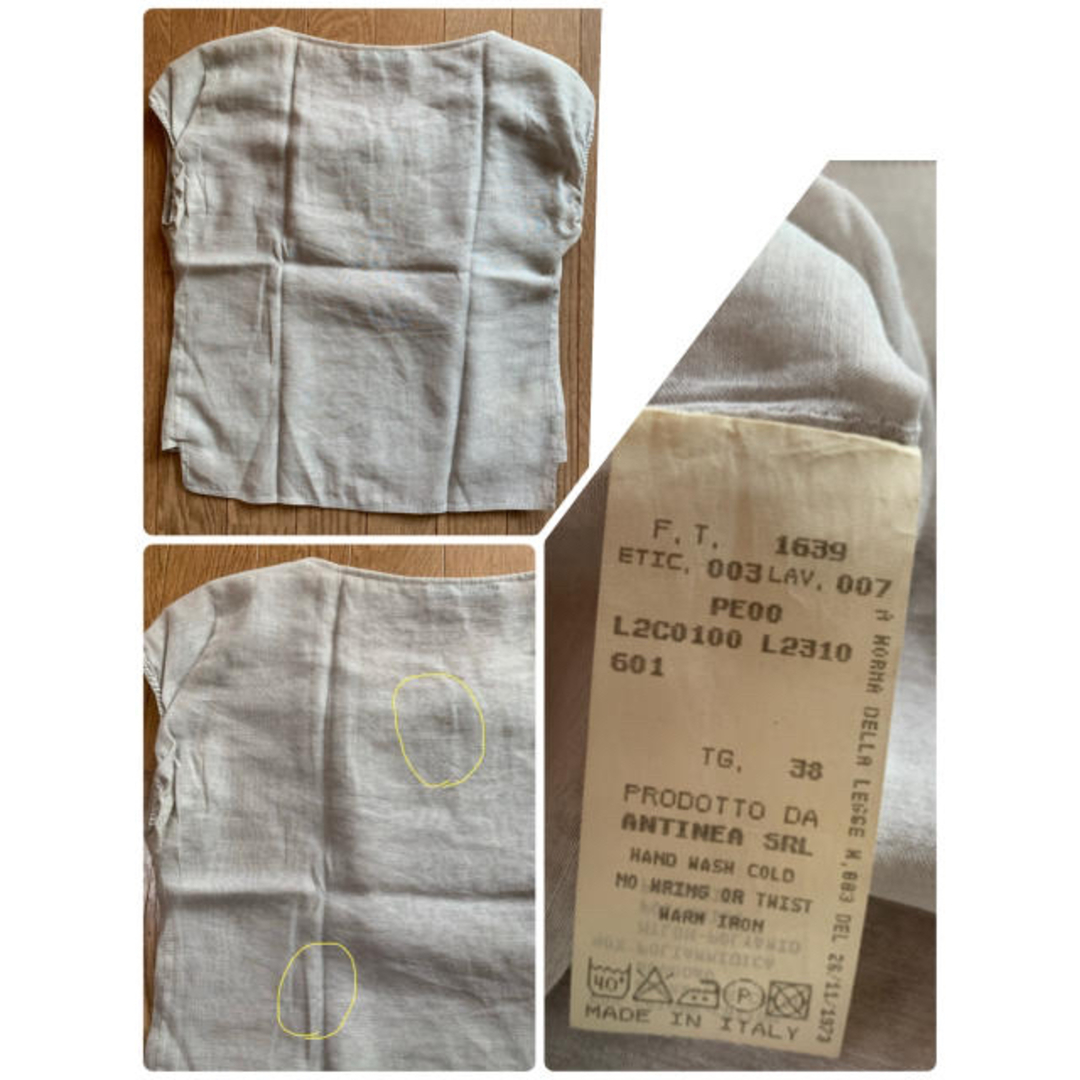 F.T. 1639
ETIC. 003 LAV. 007
PE00
L2C0100 L2310
601
TG. 38
PRODOTTO DA
ANTINEA SRL
HAND WASH COLD
NO WRING OR TWIST
WARM IRON
40°
P
MADE IN ITALY
A NORMA DELLA LEGGE N.883 DEL 26/11/1973